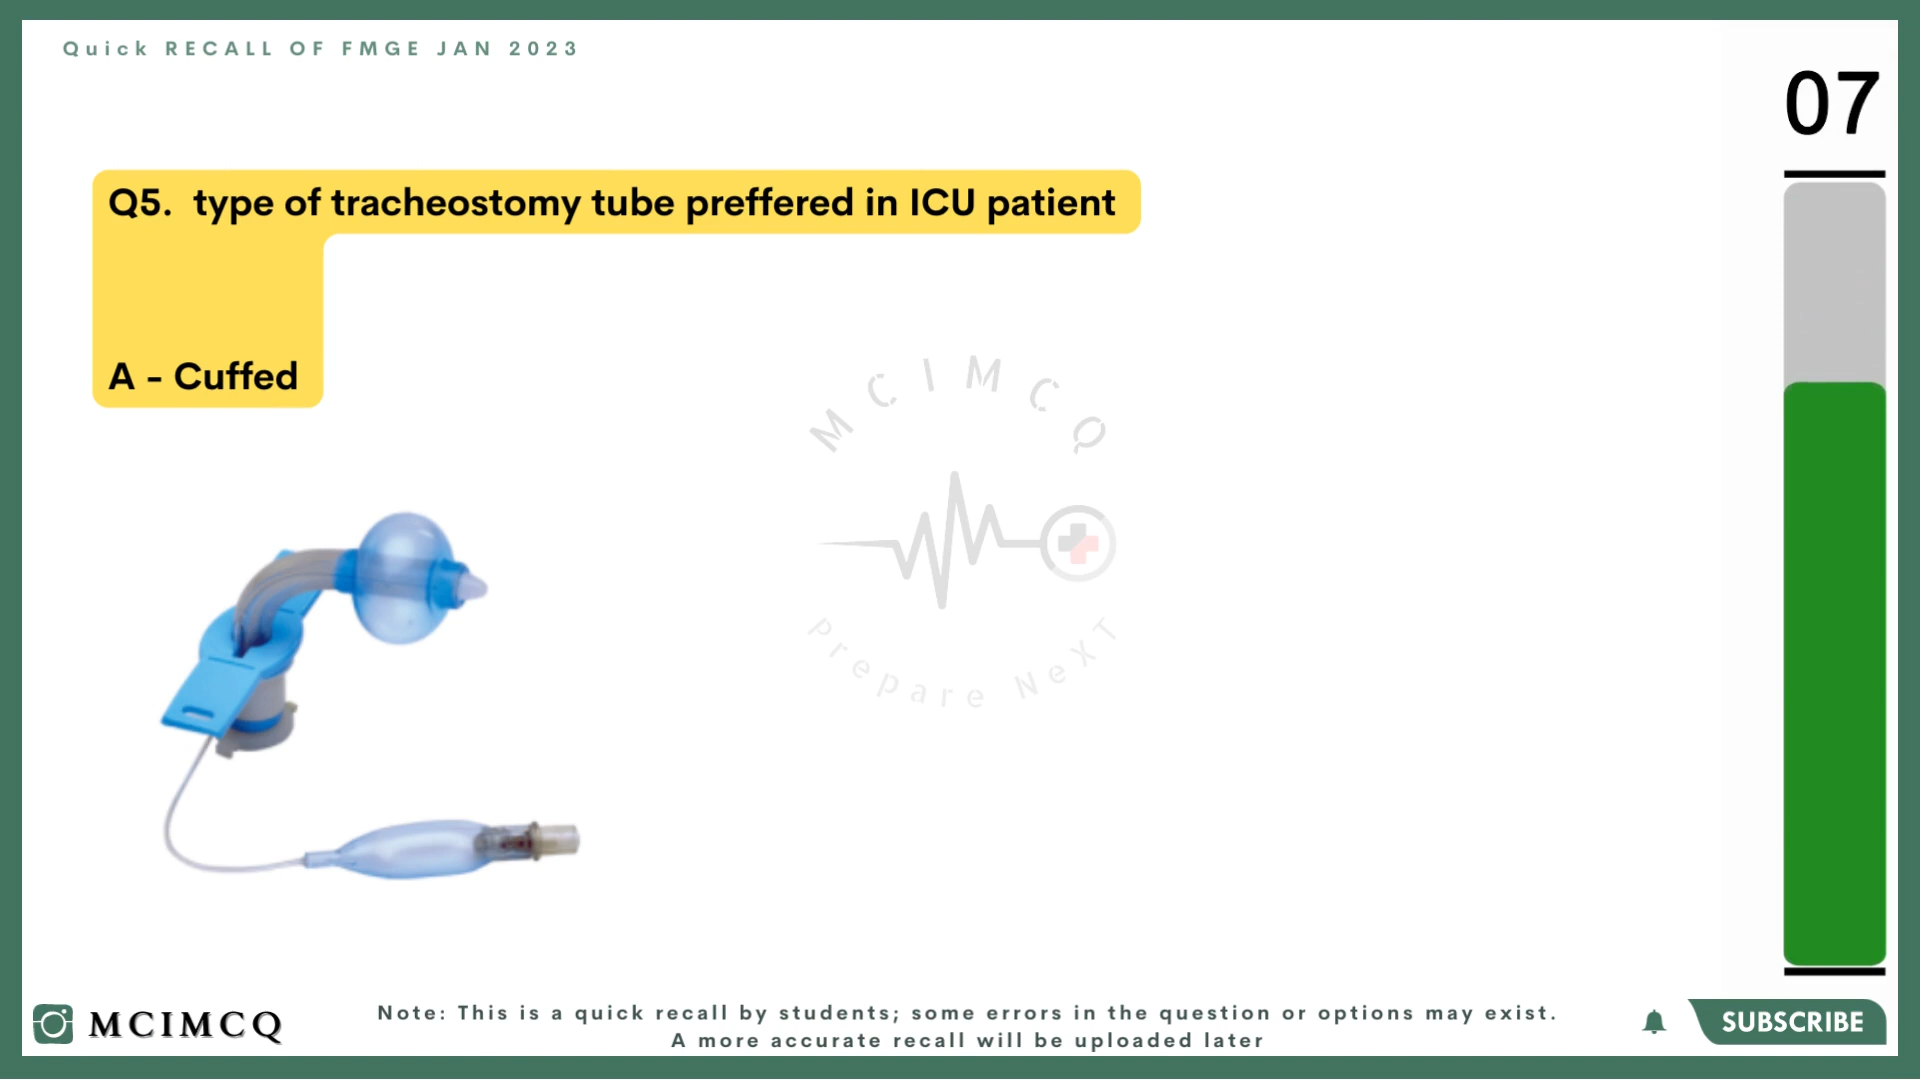 Quick RECALL OF FMGE JAN 2023
07
Q5. type of tracheostomy tube preffered in ICU patient
A - Cuffed
MCIMCQ
Prepare NeXT
MCIMCQ
Note: This is a quick recall by students; some errors in the question or options may exist.
A more accurate recall will be uploaded later
SUBSCRIBE